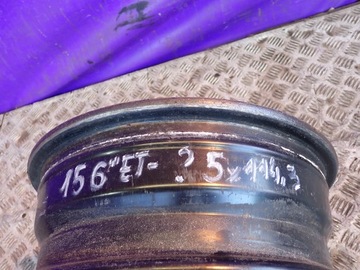 15 6" ET- ? 5x114,3